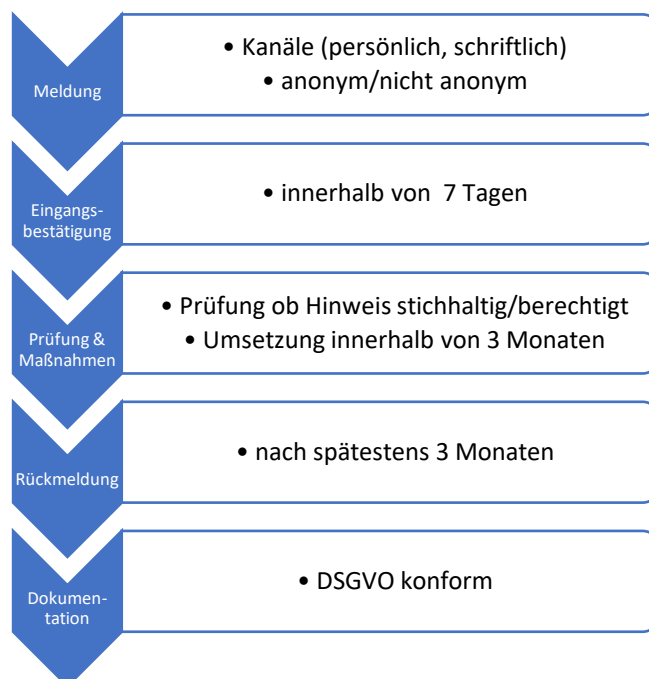 Meldung
• Kanäle (persönlich, schriftlich)
• anonym/nicht anonym
Eingangs-
bestätigung
• innerhalb von 7 Tagen
Prüfung &
Maßnahmen
• Prüfung ob Hinweis stichhaltig/berechtigt
• Umsetzung innerhalb von 3 Monaten
Rückmeldung
• nach spätestens 3 Monaten
Dokumen-
tation
• DSGVO konform